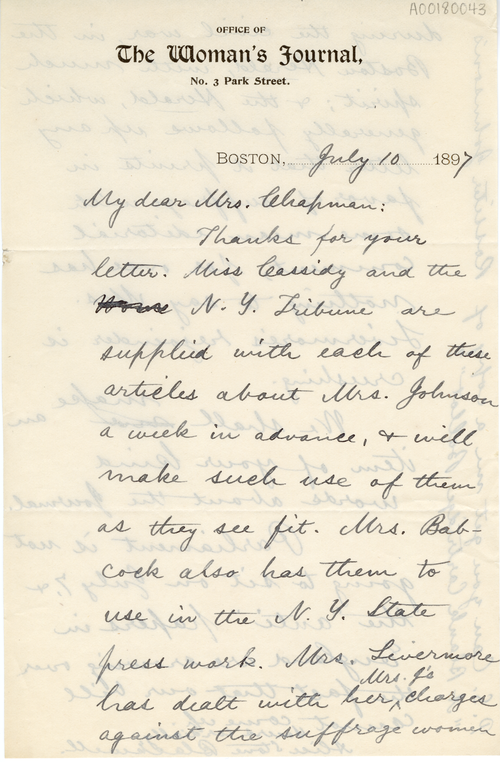 A00180043
OFFICE OF
The Woman's Journal,
No. 3 Park Street.
BOSTON, July 10 1897
My dear Mrs. Chapman:
Thanks for your
letter. Miss Cassidy and the
N. Y. Tribune are
supplied with each of these
articles about Mrs. Johnson
a week in advance, & will
make such use of them
as they see fit. Mrs. Bab-
cock also has them to
use in the N. Y. State
press work. Mrs. Livermore
has dealt with her Mrs. J's charges
against the suffrage women